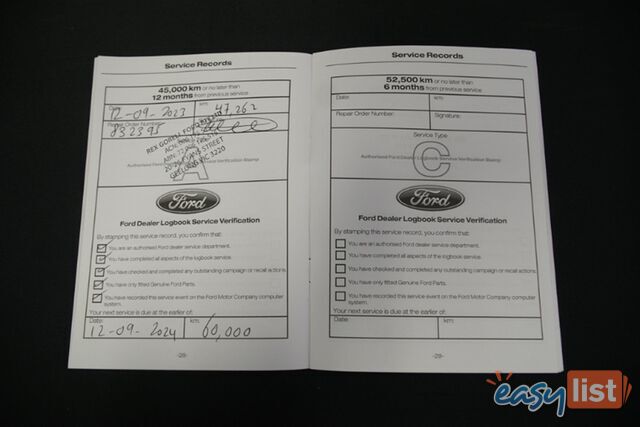 Service Records
45,000 km or no later than
12 months from previous service
Date: km:
12-09-2023 47,262
Repair Order Number:
332395
REX GORELL FORD
EVANS STREET
GEELONG VIC 3220
A
Ford
Ford Dealer Logbook Service Verification
By stamping this service record, you confirm that:
You are an authorised Ford dealer service department.
You have completed all aspects of the logbook service.
You have checked and completed any outstanding campaign or recall actions.
You have only fitted Genuine Ford Parts.
You have recorded this service event on the Ford Motor Company computer
system.
Your next service is due at the earlier of:
Date: km:
12-09-2024 60,000
-28-
Service Records
52,500 km or no later than
6 months from previous service
Date: km:
Repair Order Number: Signature:
Service Type
C
Authorised Ford Dealer Logbook Service Verification Stamp
Ford
Ford Dealer Logbook Service Verification
By stamping this service record, you confirm that:
You are an authorised Ford dealer service department.
You have completed all aspects of the logbook service.
You have checked and completed any outstanding campaign or recall actions.
You have only fitted Genuine Ford Parts.
You have recorded this service event on the Ford Motor Company computer
system.
Your next service is due at the earlier of:
Date: km:
-29-
easylist